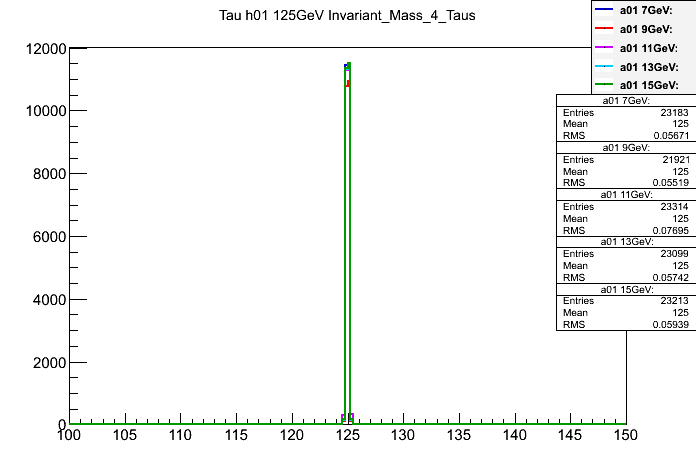 Tau h01 125GeV Invariant_Mass_4_Taus
a01 7GeV:
a01 9GeV:
a01 11GeV:
a01 13GeV:
a01 15GeV:
a01 7GeV:
Entries 23183
Mean 125
RMS 0.05671
a01 9GeV:
Entries 21921
Mean 125
RMS 0.05519
a01 11GeV:
Entries 23314
Mean 125
RMS 0.07695
a01 13GeV:
Entries 23099
Mean 125
RMS 0.05742
a01 15GeV:
Entries 23213
Mean 125
RMS 0.05939
12000
10000
8000
6000
4000
2000
0
100 105 110 115 120 125 130 135 140 145 150